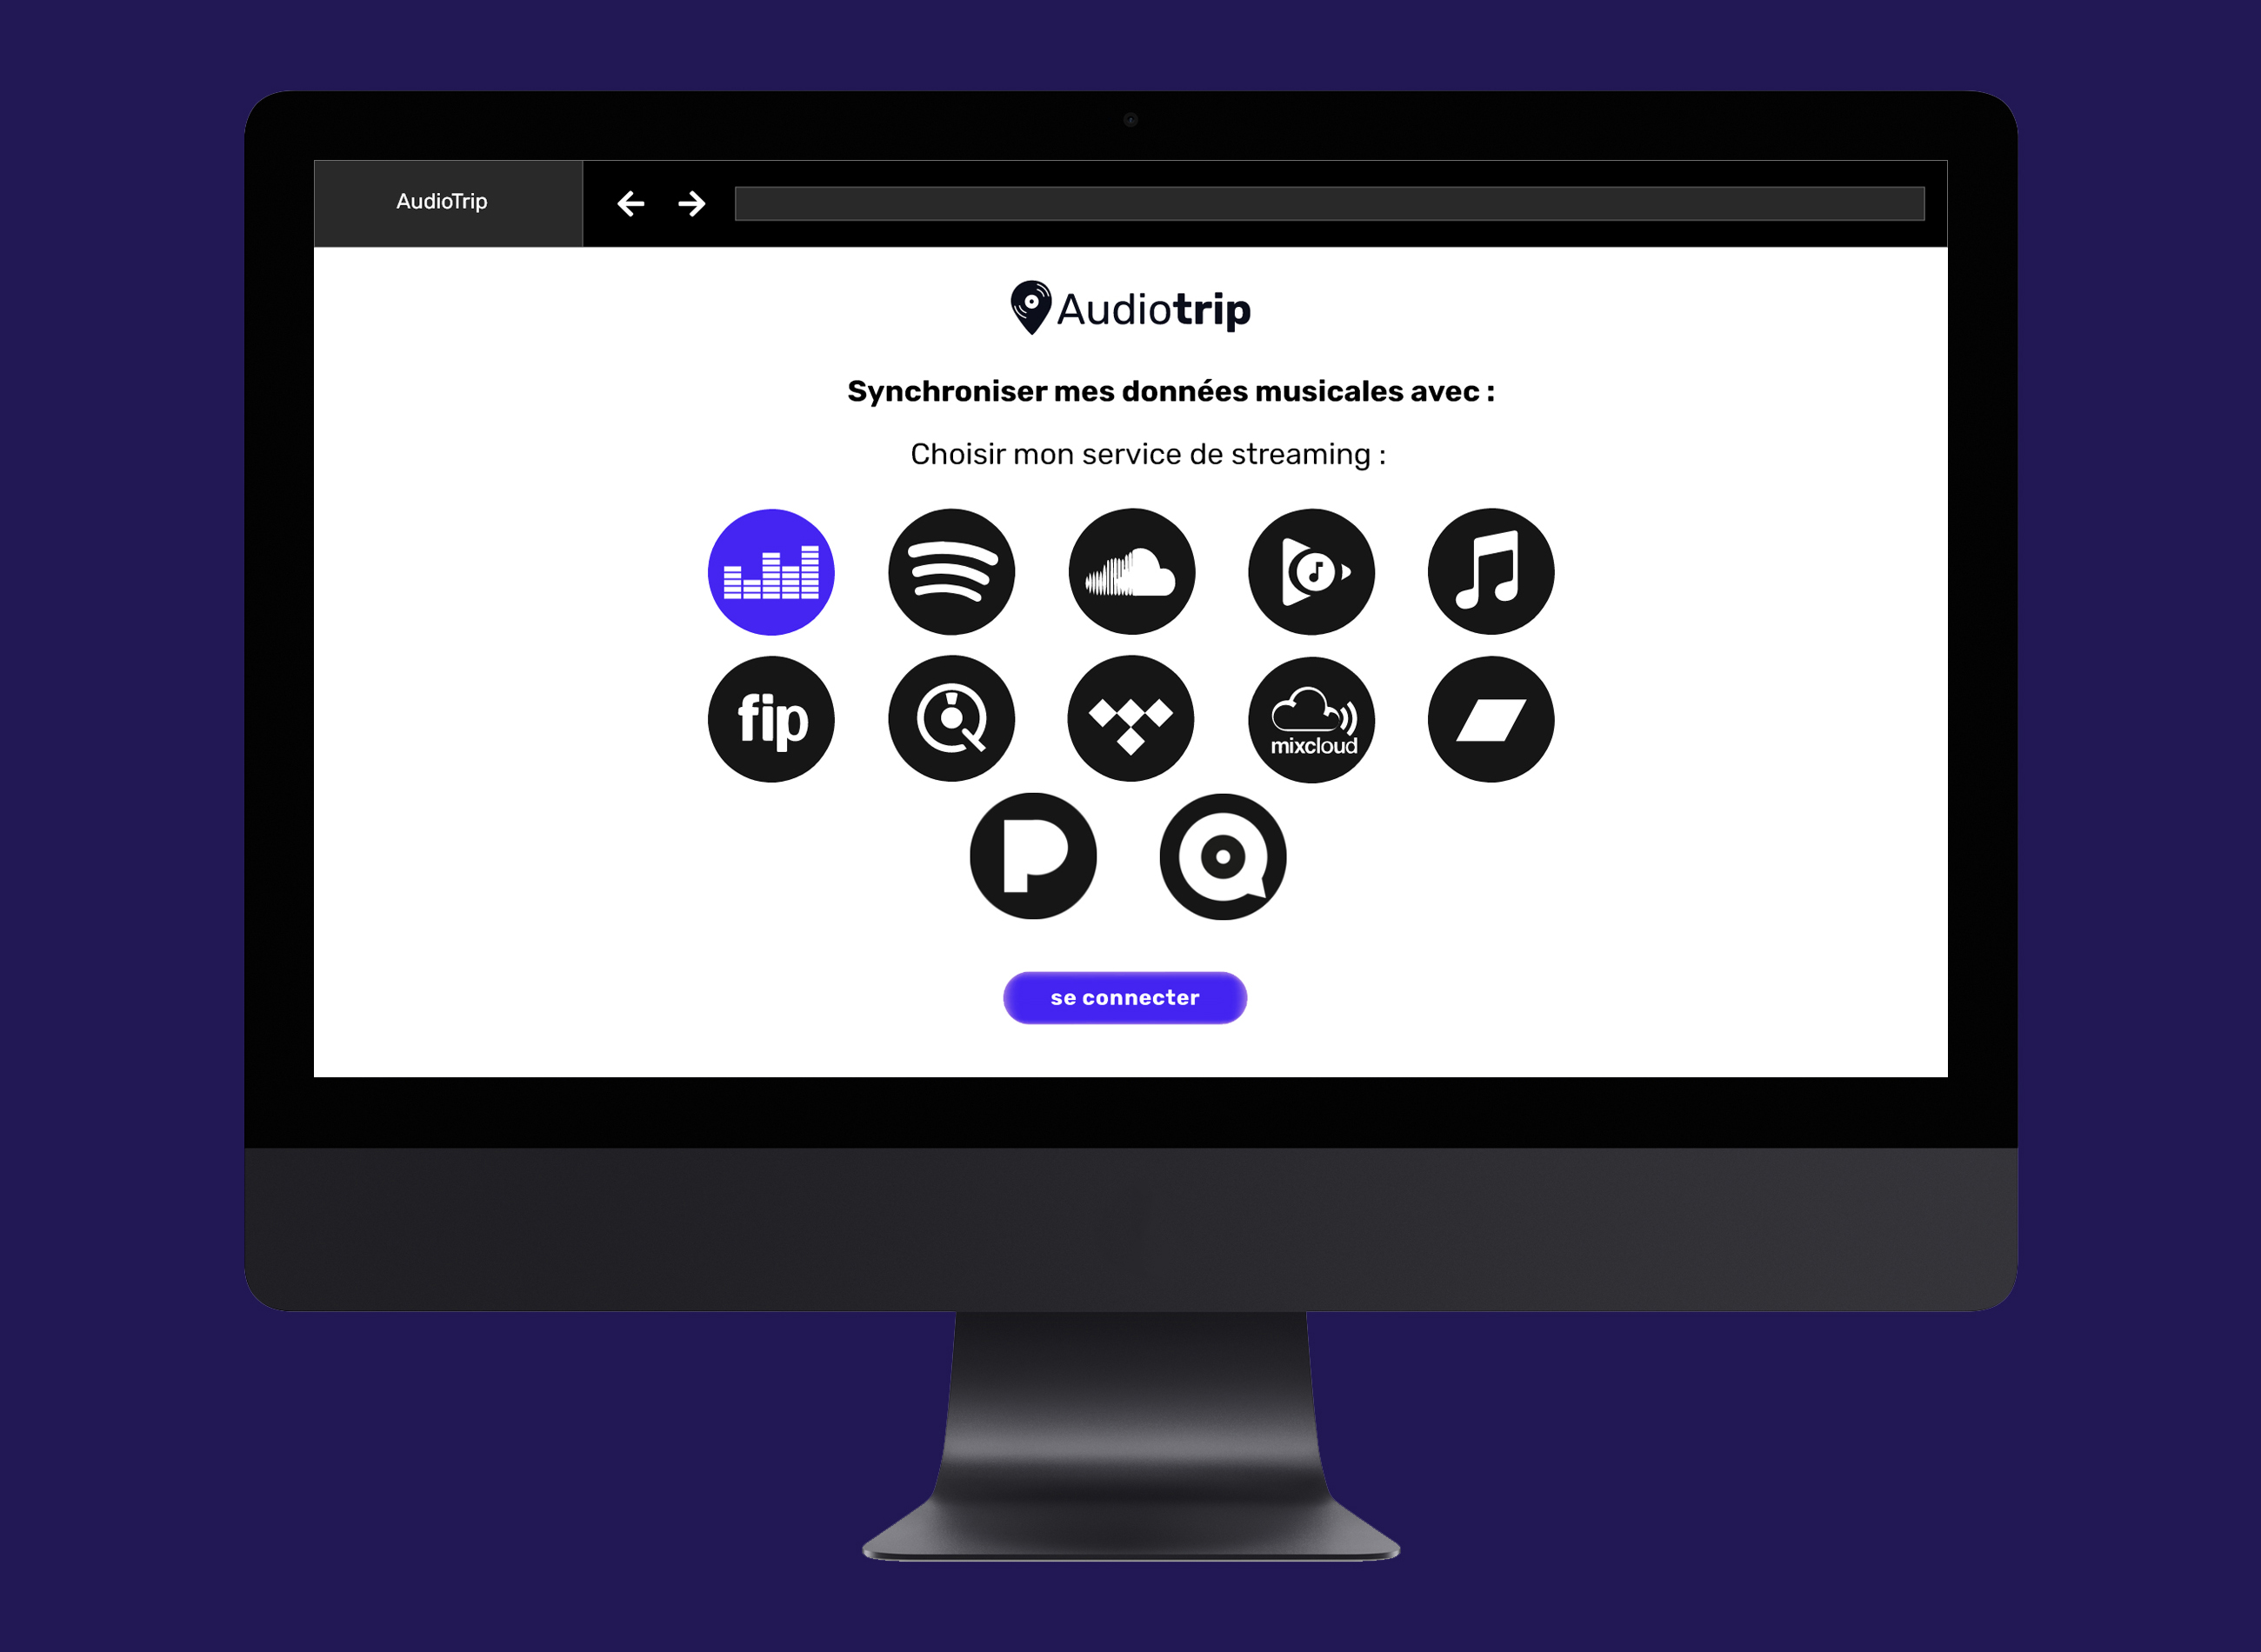 AudioTrip
Audiotrip
Synchroniser mes données musicales avec :
Choisir mon service de streaming :
fip
mixcloud
se connecter